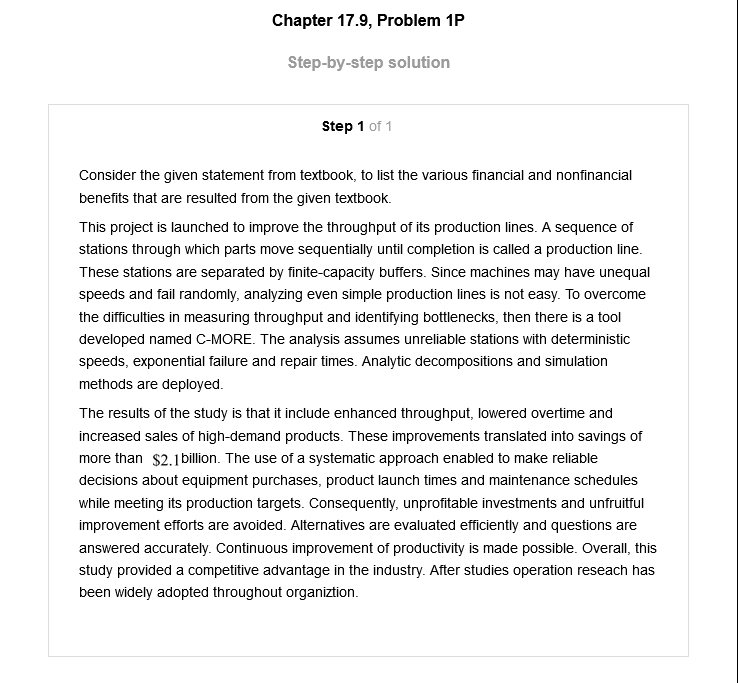 Chapter 17.9, Problem 1P
Step-by-step solution
Step 1 of 1
Consider the given statement from textbook, to list the various financial and nonfinancial
benefits that are resulted from the given textbook.
This project is launched to improve the throughput of its production lines. A sequence of
stations through which parts move sequentially until completion is called a production line.
These stations are separated by finite-capacity buffers. Since machines may have unequal
speeds and fail randomly, analyzing even simple production lines is not easy. To overcome
the difficulties in measuring throughput and identifying bottlenecks, then there is a tool
developed named C-MORE. The analysis assumes unreliable stations with deterministic
speeds, exponential failure and repair times. Analytic decompositions and simulation
methods are deployed.
The results of the study is that it include enhanced throughput, lowered overtime and
increased sales of high-demand products. These improvements translated into savings of
more than $2.1billion. The use of a systematic approach enabled to make reliable
decisions about equipment purchases, product launch times and maintenance schedules
while meeting its production targets. Consequently, unprofitable investments and unfruitful
improvement efforts are avoided. Alternatives are evaluated efficiently and questions are
answered accurately. Continuous improvement of productivity is made possible. Overall, this
study provided a competitive advantage in the industry. After studies operation reseach has
been widely adopted throughout organiztion.